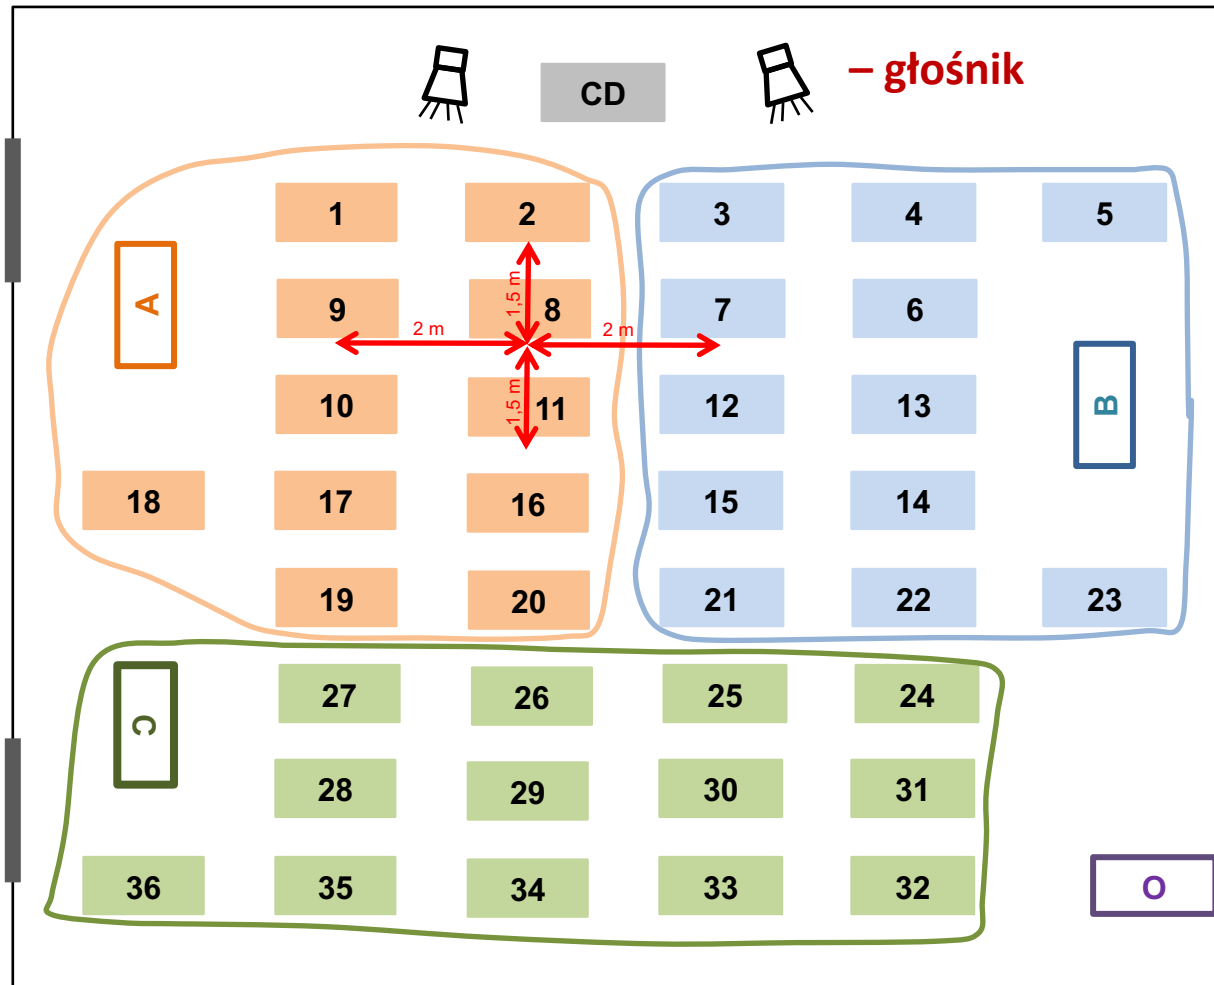 – głośnik
CD
1 2 3 4 5
A 9 1,5 m 8 7 6
2 m 2 m
10 1,5 m 11 12 13 B
18 17 16 15 14
19 20 21 22 23
C 27 26 25 24
28 29 30 31
36 35 34 33 32 O